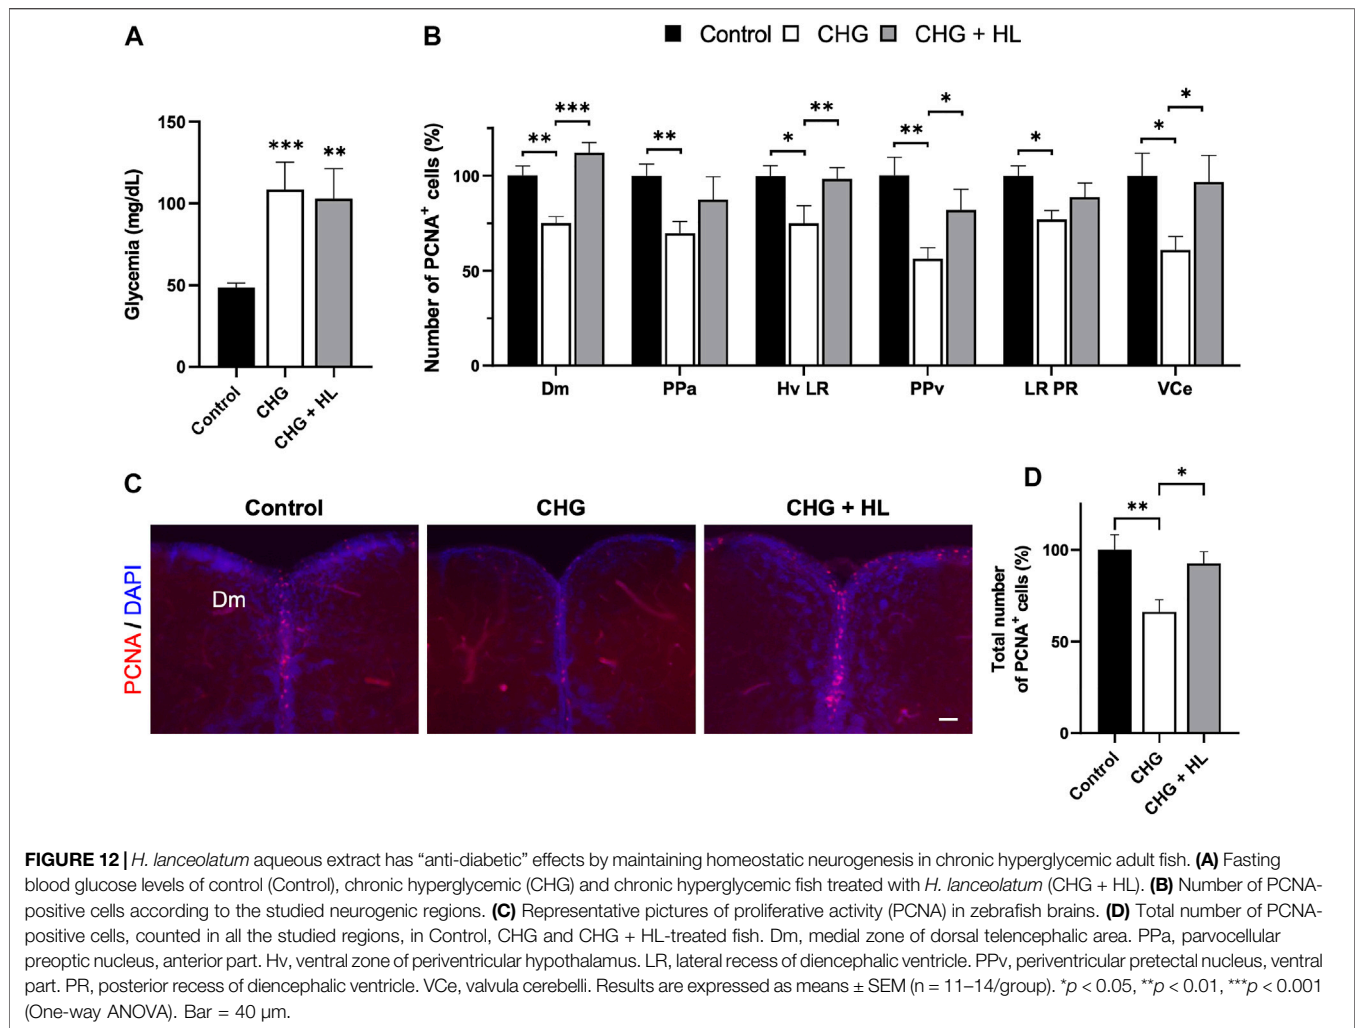 A
150
100
50
0
Glycemia (mg/dL)
***
**
Control
CHG
CHG + HL
B
Control CHG CHG + HL
Number of PCNA+ cells (%)
100
50
0
** ***
**
* **
** *
*
* *
Dm PPa Hv LR PPv LR PR VCe
C
Control CHG CHG + HL
PCNA / DAPI
Dm
D
Total number
of PCNA+ cells (%)
100
50
0
** *
Control
CHG
CHG + HL
FIGURE 12 | H. lanceolatum aqueous extract has “anti-diabetic” effects by maintaining homeostatic neurogenesis in chronic hyperglycemic adult fish. (A) Fasting
blood glucose levels of control (Control), chronic hyperglycemic (CHG) and chronic hyperglycemic fish treated with H. lanceolatum (CHG + HL). (B) Number of PCNA-
positive cells according to the studied neurogenic regions. (C) Representative pictures of proliferative activity (PCNA) in zebrafish brains. (D) Total number of PCNA-
positive cells, counted in all the studied regions, in Control, CHG and CHG + HL-treated fish. Dm, medial zone of dorsal telencephalic area. PPa, parvocellular
preoptic nucleus, anterior part. Hv, ventral zone of periventricular hypothalamus. LR, lateral recess of diencephalic ventricle. PPv, periventricular pretectal nucleus, ventral
part. PR, posterior recess of diencephalic ventricle. VCe, valvula cerebelli. Results are expressed as means ± SEM (n = 11–14/group). *p < 0.05, **p < 0.01, ***p < 0.001
(One-way ANOVA). Bar = 40 μm.